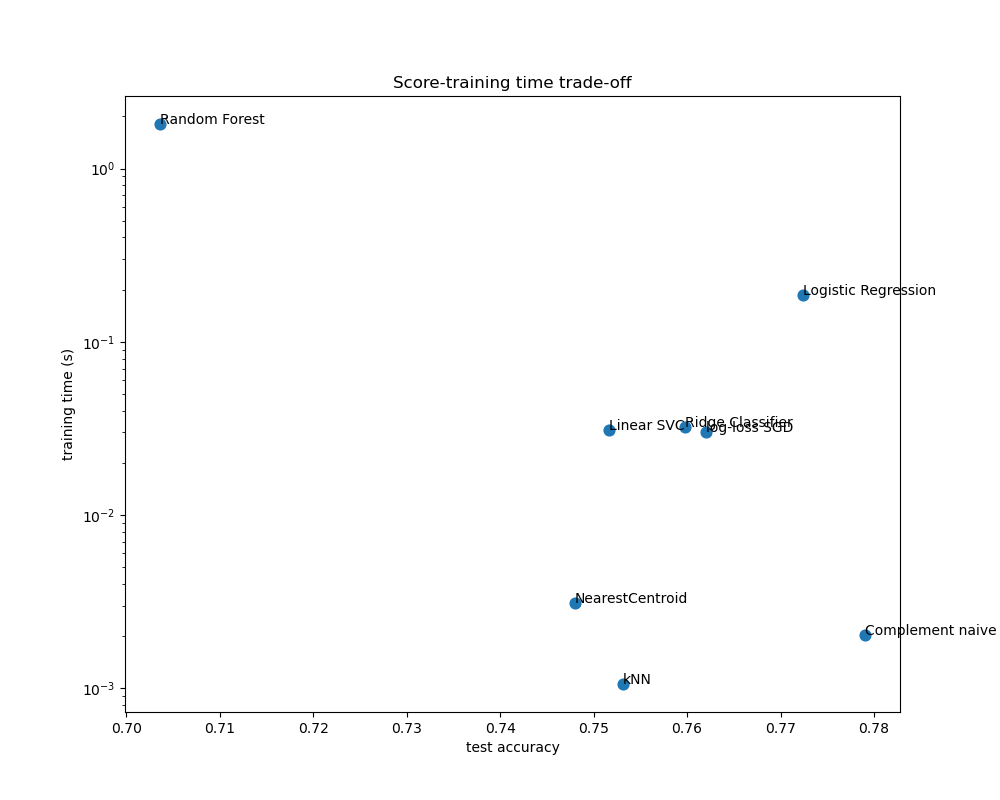 Score-training time trade-off
Random Forest
Logistic Regression
Ridge Classifier
Linear SVC
log-loss SGD
NearestCentroid
Complement naive
kNN
training time (s)
10⁰
10⁻¹
10⁻²
10⁻³
0.70 0.71 0.72 0.73 0.74 0.75 0.76 0.77 0.78
test accuracy